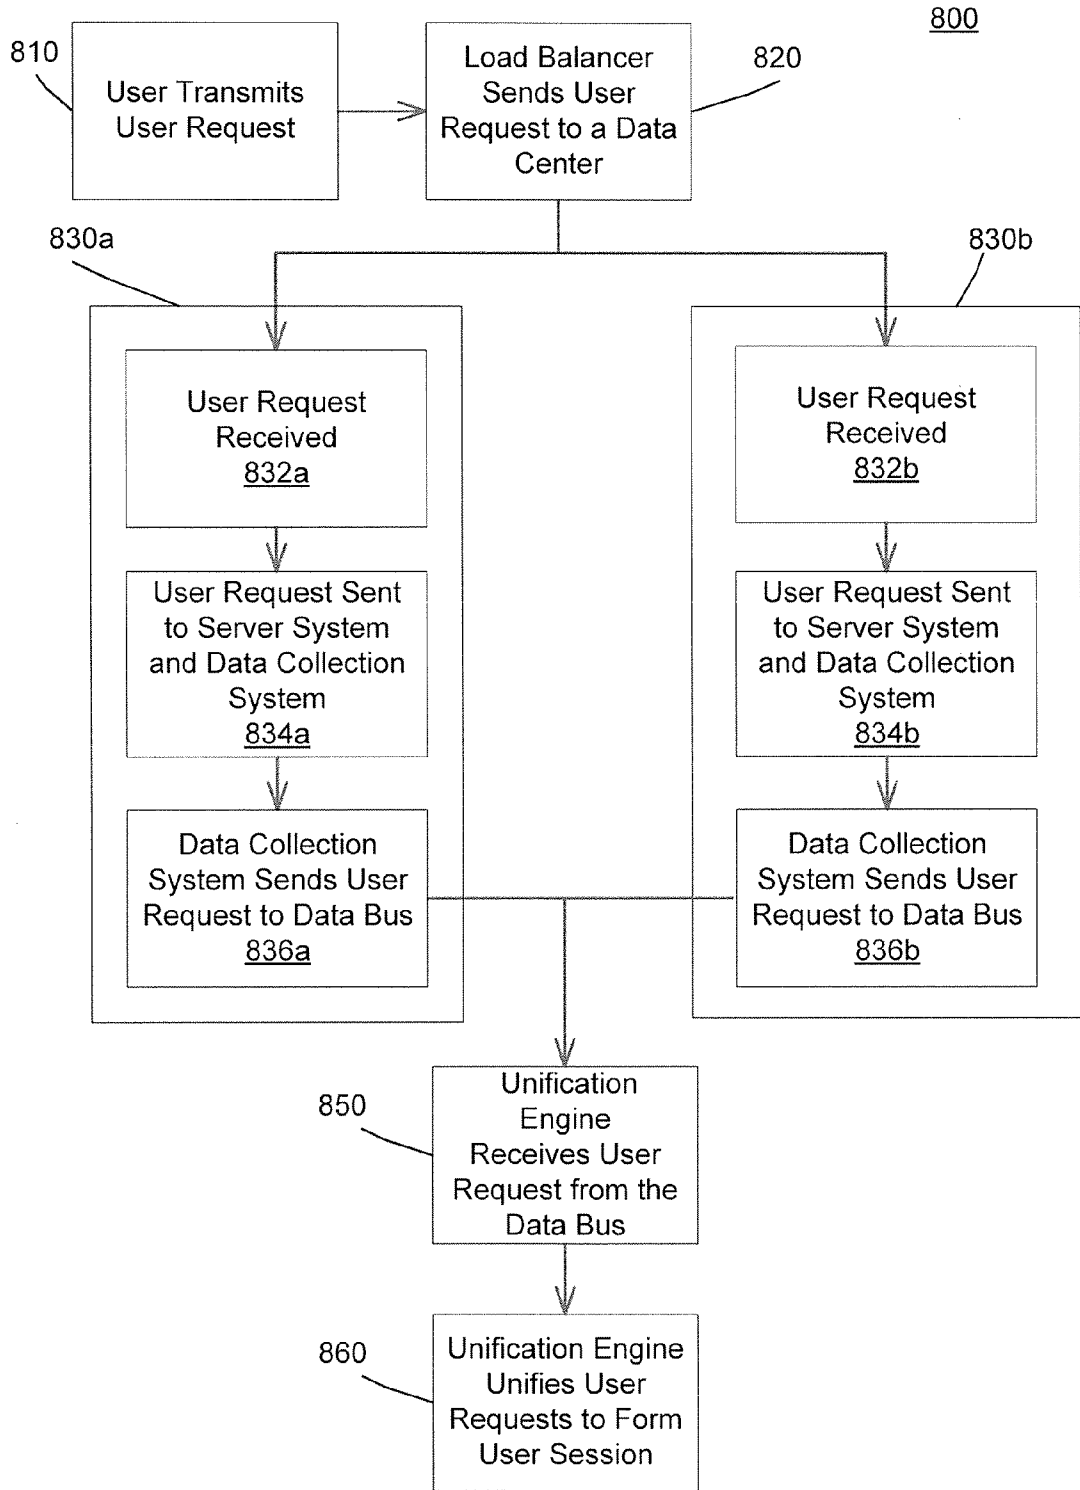 800
810
User Transmits
User Request
Load Balancer
Sends User
Request to a Data
Center
820
830a
830b
User Request
Received
832a
User Request Sent
to Server System
and Data Collection
System
834a
Data Collection
System Sends User
Request to Data Bus
836a
User Request
Received
832b
User Request Sent
to Server System
and Data Collection
System
834b
Data Collection
System Sends User
Request to Data Bus
836b
850
Unification
Engine
Receives User
Request from the
Data Bus
860
Unification Engine
Unifies User
Requests to Form
User Session